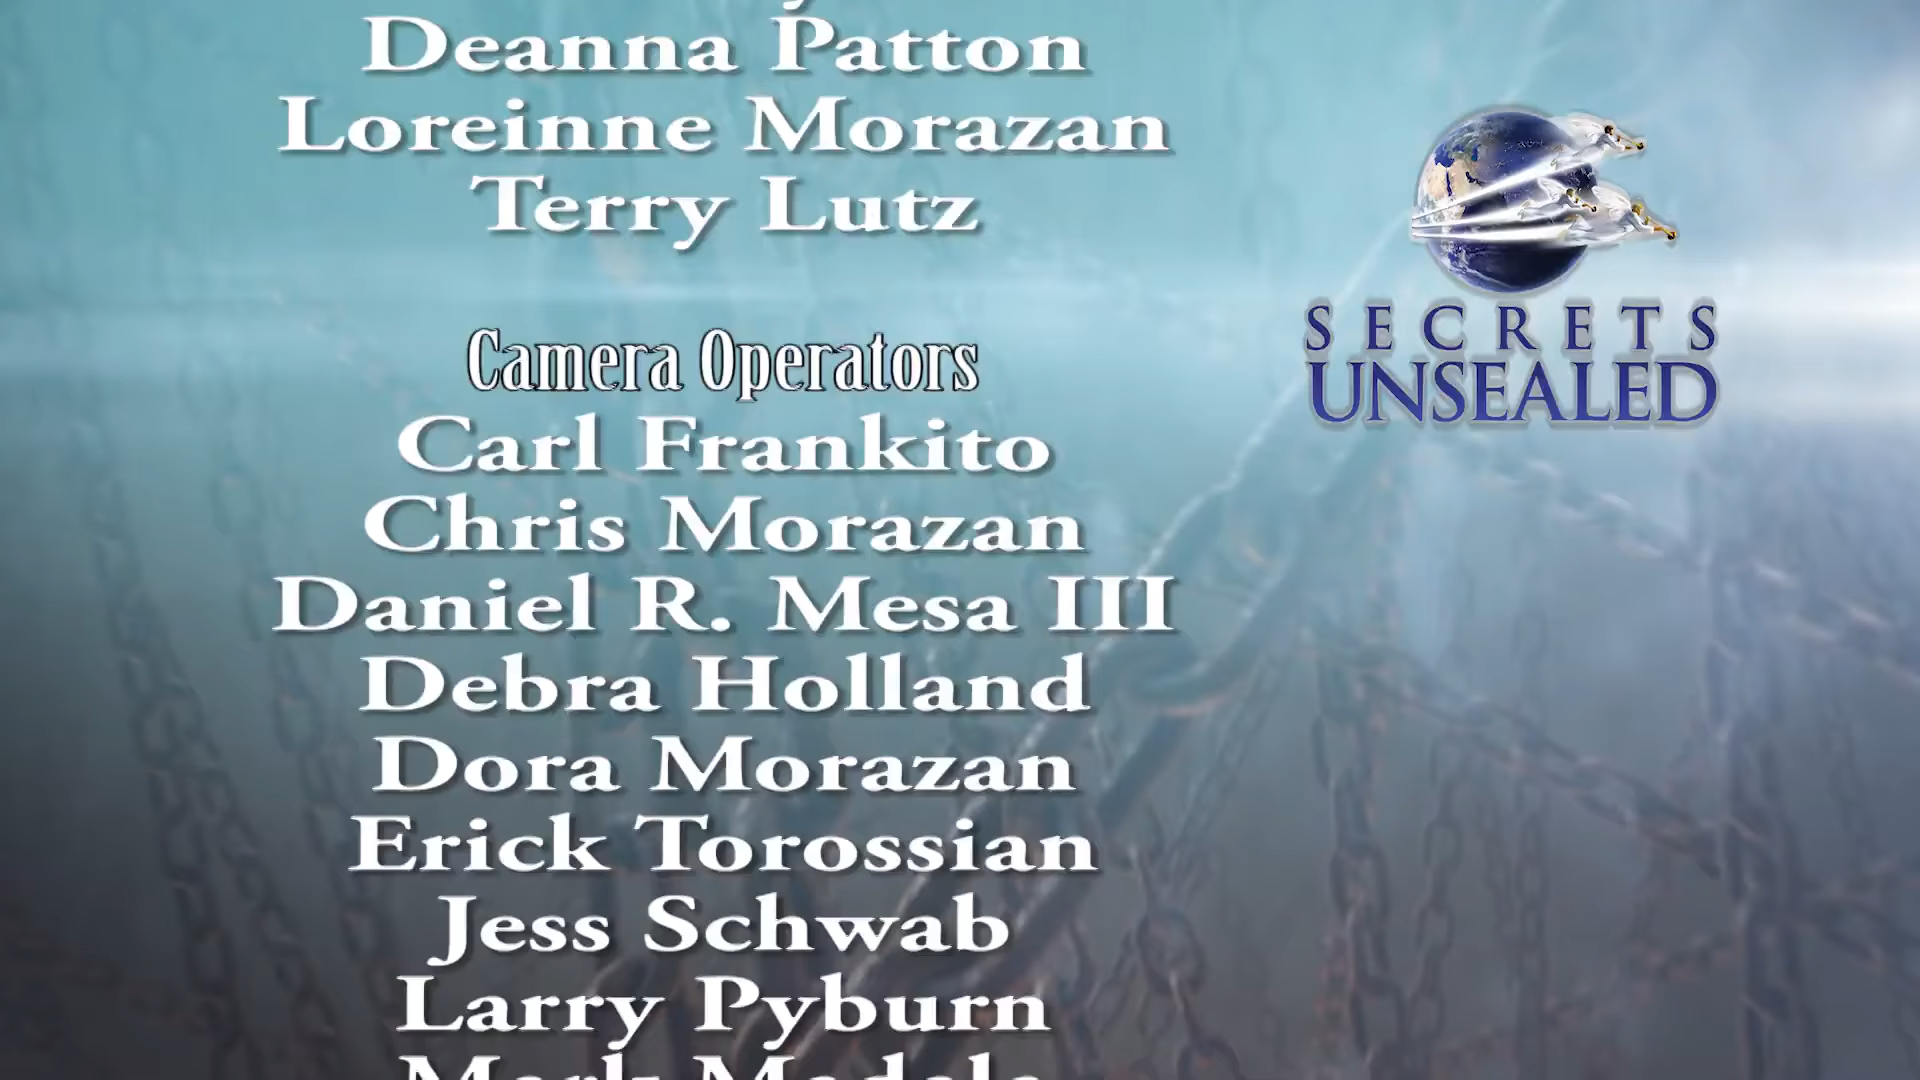 Deanna Patton
Loreinne Morazan
Terry Lutz
Camera Operators
Carl Frankito
Chris Morazan
Daniel R. Mesa III
Debra Holland
Dora Morazan
Erick Torossian
Jess Schwab
Larry Pyburn
SECRETS
UNSEALED